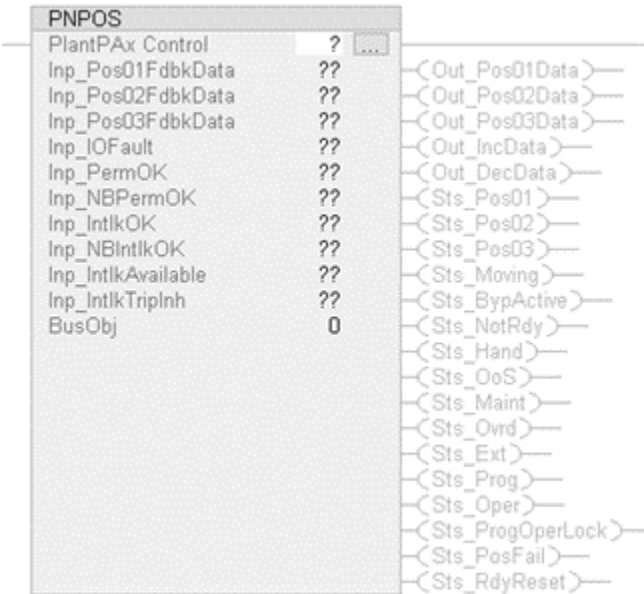 PNPOS
PlantPAx Control ? ...
Inp_Pos01FdbkData ?? Out_Pos01Data
Inp_Pos02FdbkData ?? Out_Pos02Data
Inp_Pos03FdbkData ?? Out_Pos03Data
Inp_IOFault ?? Out_IncData
Inp_PermOK ?? Out_DecData
Inp_NBPermOK ?? Sts_Pos01
Inp_IntlkOK ?? Sts_Pos02
Inp_NBIntlkOK ?? Sts_Pos03
Inp_IntlkAvailable ?? Sts_Moving
Inp_IntlkTripInh ?? Sts_BypActive
BusObj 0 Sts_NotRdy
Sts_Hand
Sts_OoS
Sts_Maint
Sts_Ovrd
Sts_Ext
Sts_Prog
Sts_Oper
Sts_ProgOperLock
Sts_PosFail
Sts_RdyReset